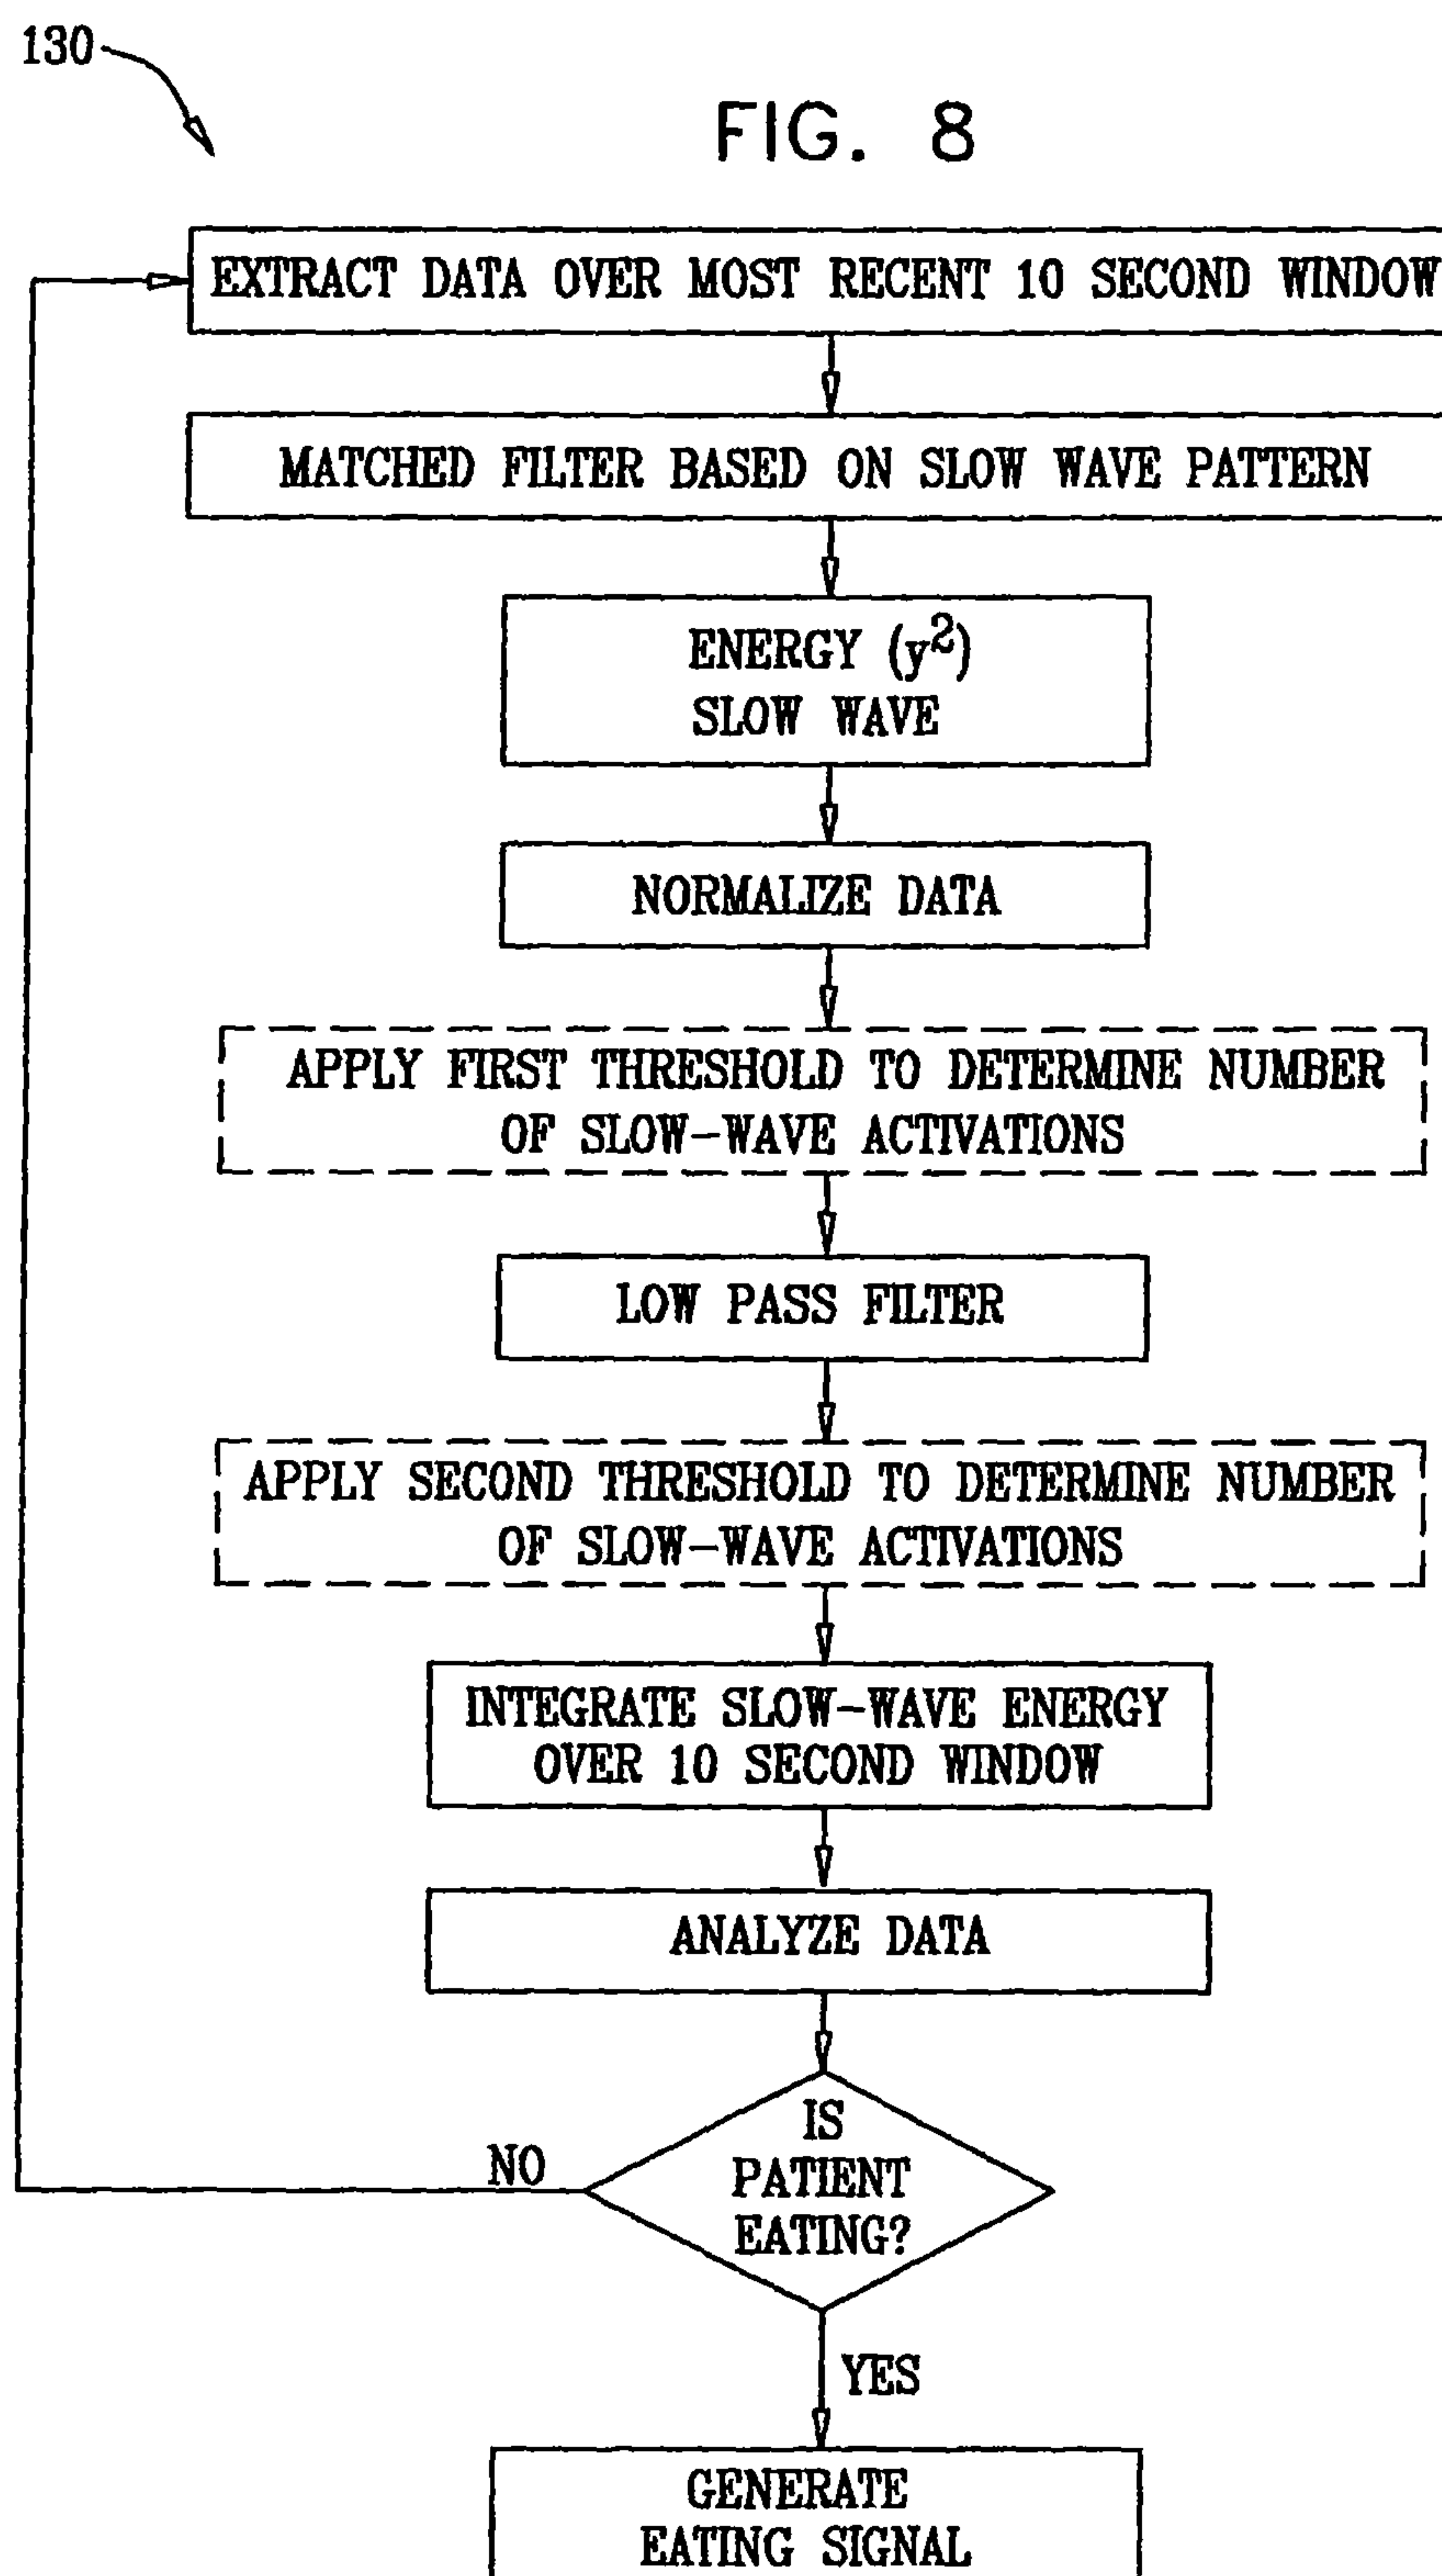 130
FIG. 8
EXTRACT DATA OVER MOST RECENT 10 SECOND WINDOW
MATCHED FILTER BASED ON SLOW WAVE PATTERN
ENERGY (y²)
SLOW WAVE
NORMALIZE DATA
APPLY FIRST THRESHOLD TO DETERMINE NUMBER
OF SLOW-WAVE ACTIVATIONS
LOW PASS FILTER
APPLY SECOND THRESHOLD TO DETERMINE NUMBER
OF SLOW-WAVE ACTIVATIONS
INTEGRATE SLOW-WAVE ENERGY
OVER 10 SECOND WINDOW
ANALYZE DATA
IS
PATIENT
EATING?
NO
YES
GENERATE
EATING SIGNAL